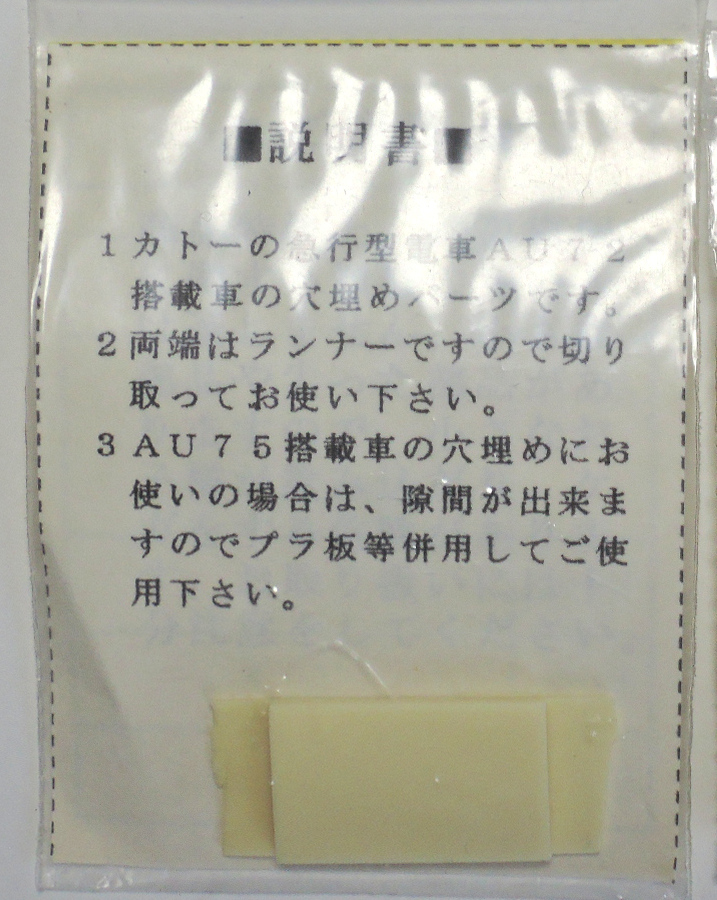 ■説明書■
1 カトーの急行型電車AU72
搭載車の穴埋めパーツです。
2 両端はランナーですので切り
取ってお使い下さい。
3 AU75搭載車の穴埋めにお
使いの場合は、隙間が出来ま
すのでプラ板等併用してご使
用下さい。